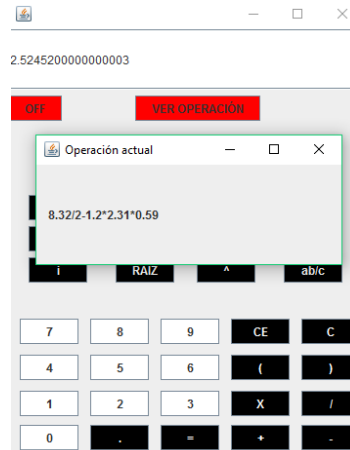 2.5245200000000003
OFF VER OPERACIÓN
Operación actual
8.32/2-1.2*2.31*0.59
i RAIZ ^ ab/c
7 8 9 CE C
4 5 6 ( )
1 2 3 X /
0 . = + -